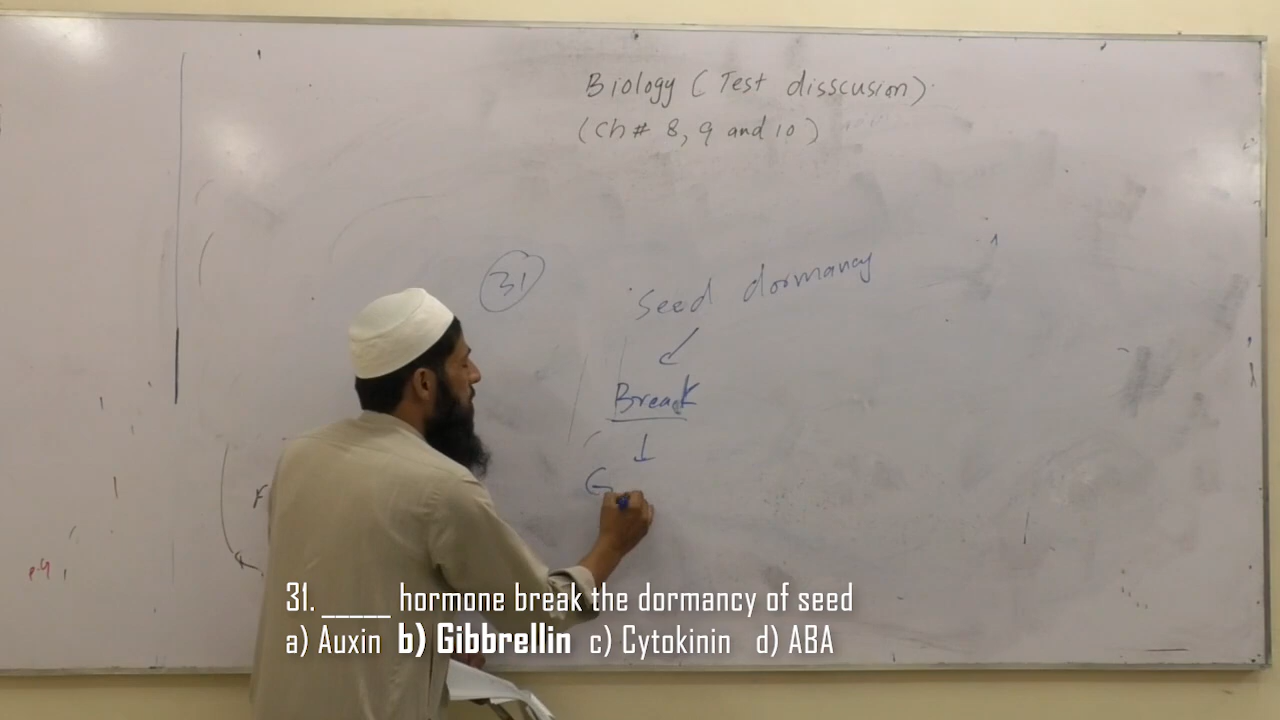 Biology (Test disscusion)
(Ch# 8, 9 and 10)
31
Seed dormancy
Break
G
31. _____ hormone break the dormancy of seed
a) Auxin b) Gibbrellin c) Cytokinin d) ABA